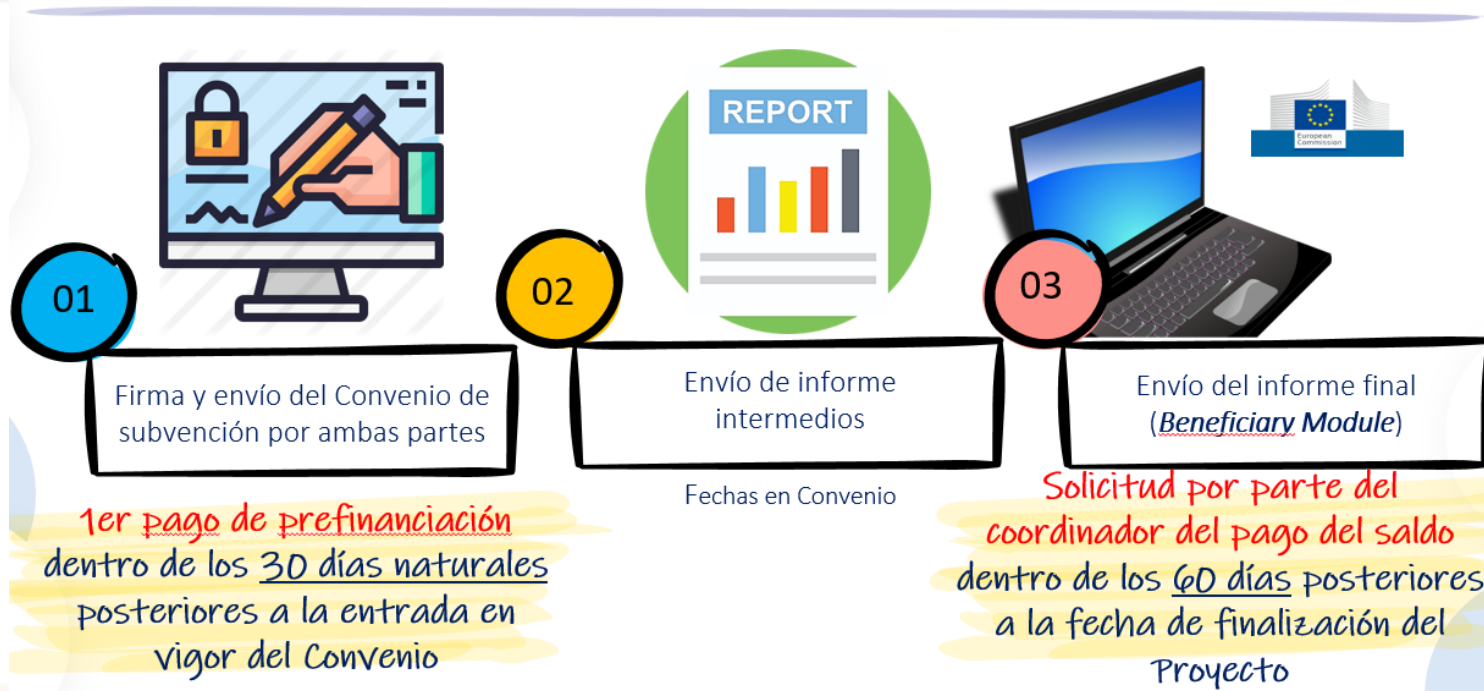 REPORT
European
Commission
01
Firma y envío del Convenio de
subvención por ambas partes
1er pago de prefinanciación
dentro de los 30 días naturales
posteriores a la entrada en
vigor del Convenio
02
Envío de informe
intermedios
Fechas en Convenio
03
Envío del informe final
(Beneficiary Module)
Solicitud por parte del
coordinador del pago del saldo
dentro de los 60 días posteriores
a la fecha de finalización del
Proyecto